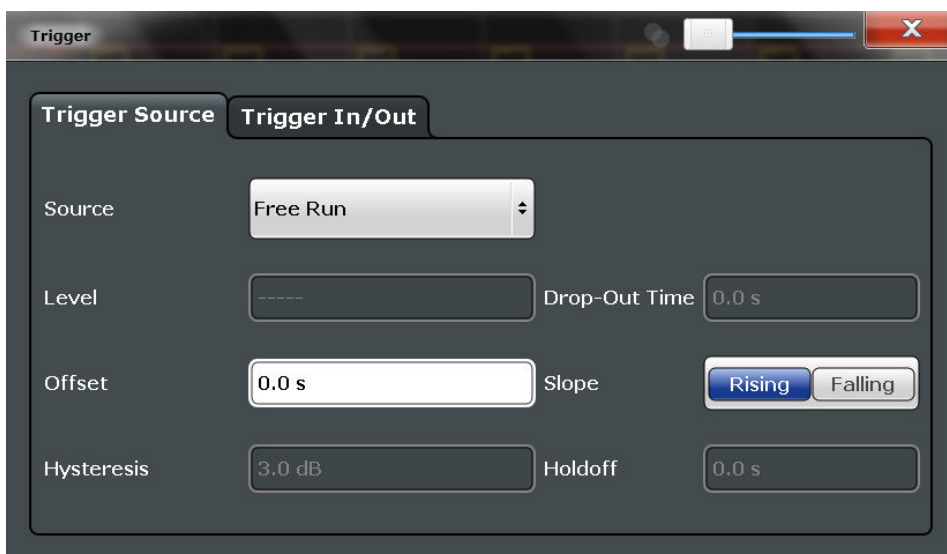 Trigger
X
Trigger Source Trigger In/Out
Source Free Run
Level ----- Drop-Out Time 0.0 s
Offset 0.0 s Slope Rising Falling
Hysteresis 3.0 dB Holdoff 0.0 s